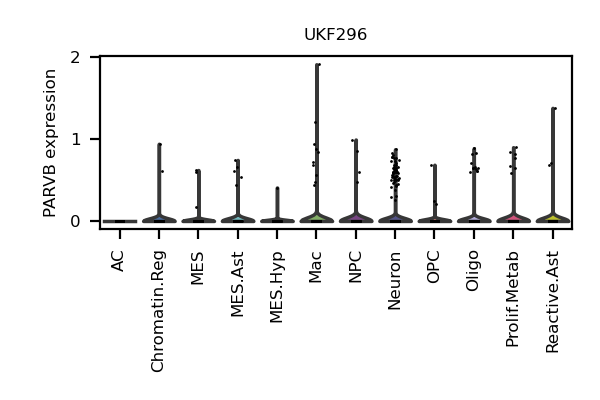 UKF296
PARVB expression
2
1
0
AC
Chromatin.Reg
MES
MES.Ast
MES.Hyp
Mac
NPC
Neuron
OPC
Oligo
Prolif.Metab
Reactive.Ast